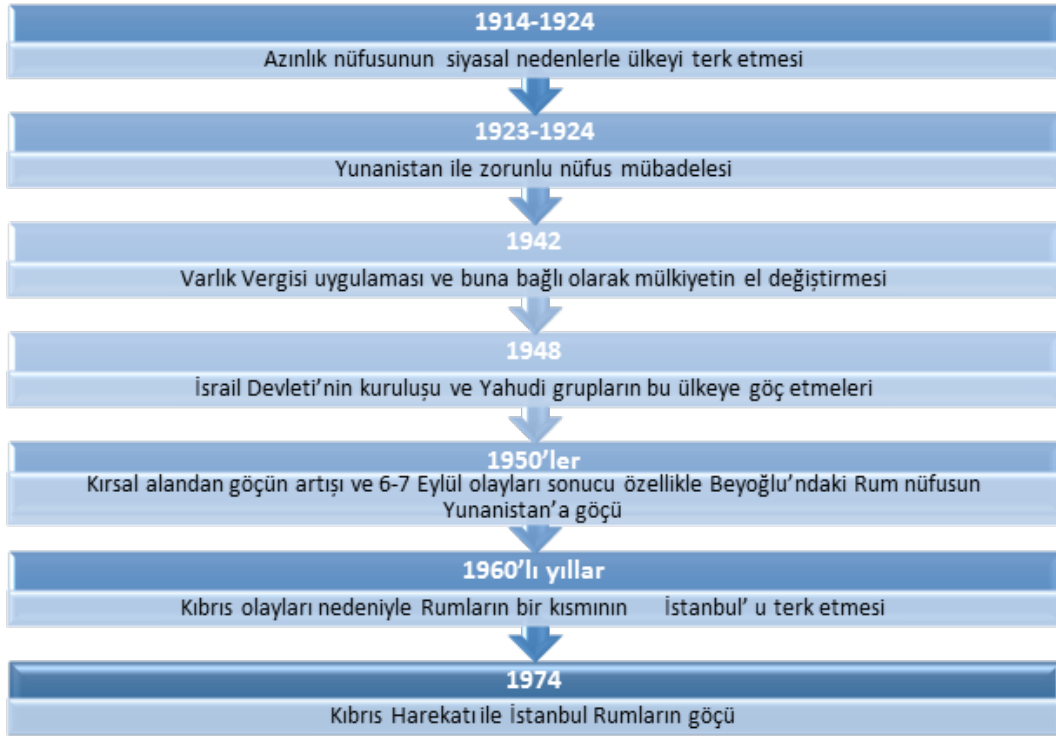 1914-1924
Azınlık nüfusunun siyasal nedenlerle ülkeyi terk etmesi
1923-1924
Yunanistan ile zorunlu nüfus mübadelesi
1942
Varlık Vergisi uygulaması ve buna bağlı olarak mülkiyetin el değiştirmesi
1948
İsrail Devleti’nin kuruluşu ve Yahudi grupların bu ülkeye göç etmeleri
1950’ler
Kırsal alandan göçün artışı ve 6-7 Eylül olayları sonucu özellikle Beyoğlu’ndaki Rum nüfusun
Yunanistan’a göçü
1960’lı yıllar
Kıbrıs olayları nedeniyle Rumların bir kısmının İstanbul’ u terk etmesi
1974
Kıbrıs Harekatı ile İstanbul Rumların göçü